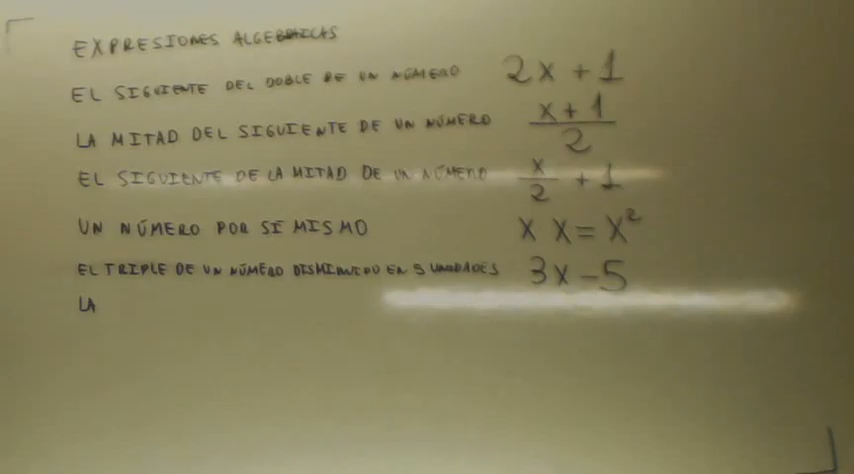 EXPRESIONES ALGEBRAICAS
EL SIGUIENTE DEL DOBLE DE UN NÚMERO 2x + 1
LA MITAD DEL SIGUIENTE DE UN NÚMERO (x + 1)/2
EL SIGUIENTE DE LA MITAD DE UN NÚMERO x/2 + 1
UN NÚMERO POR SÍ MISMO x x = x²
EL TRIPLE DE UN NÚMERO DISMINUIDO EN 5 UNIDADES 3x - 5
LA